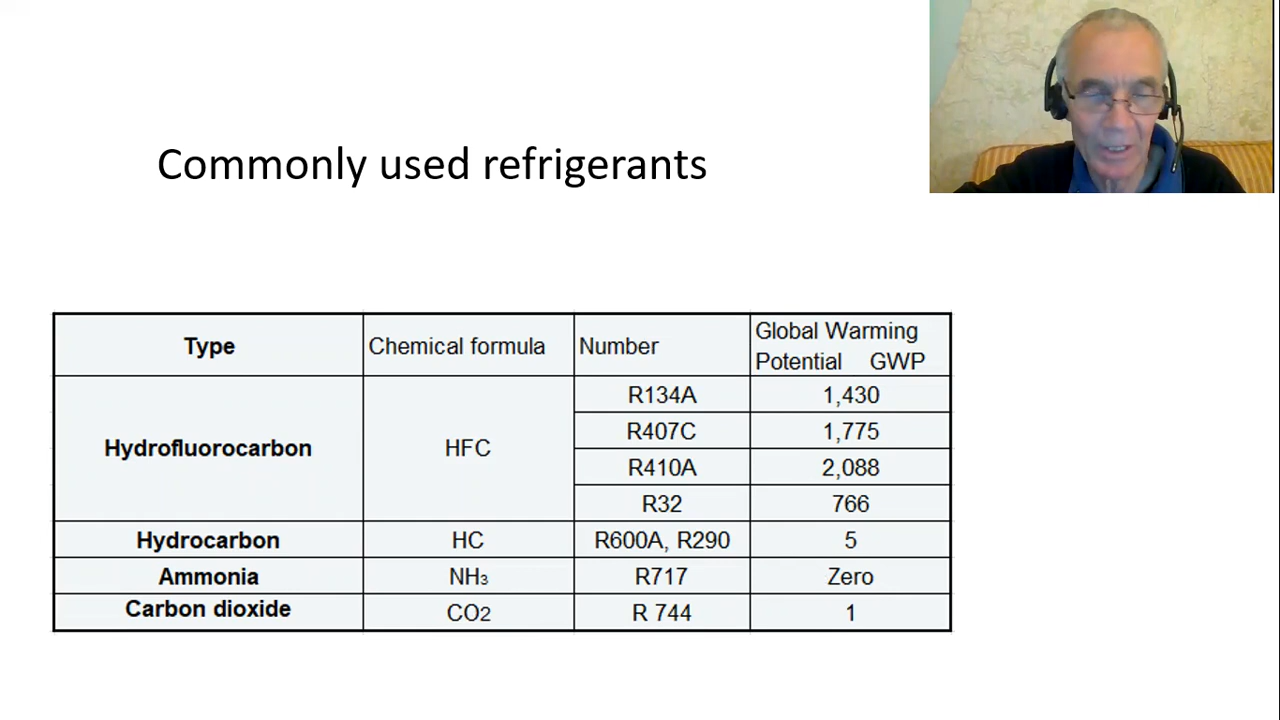 Commonly used refrigerants
Type Chemical formula Number Global Warming
Potential GWP
Hydrofluorocarbon HFC R134A 1,430
R407C 1,775
R410A 2,088
R32 766
Hydrocarbon HC R600A, R290 5
Ammonia NH₃ R717 Zero
Carbon dioxide CO2 R 744 1